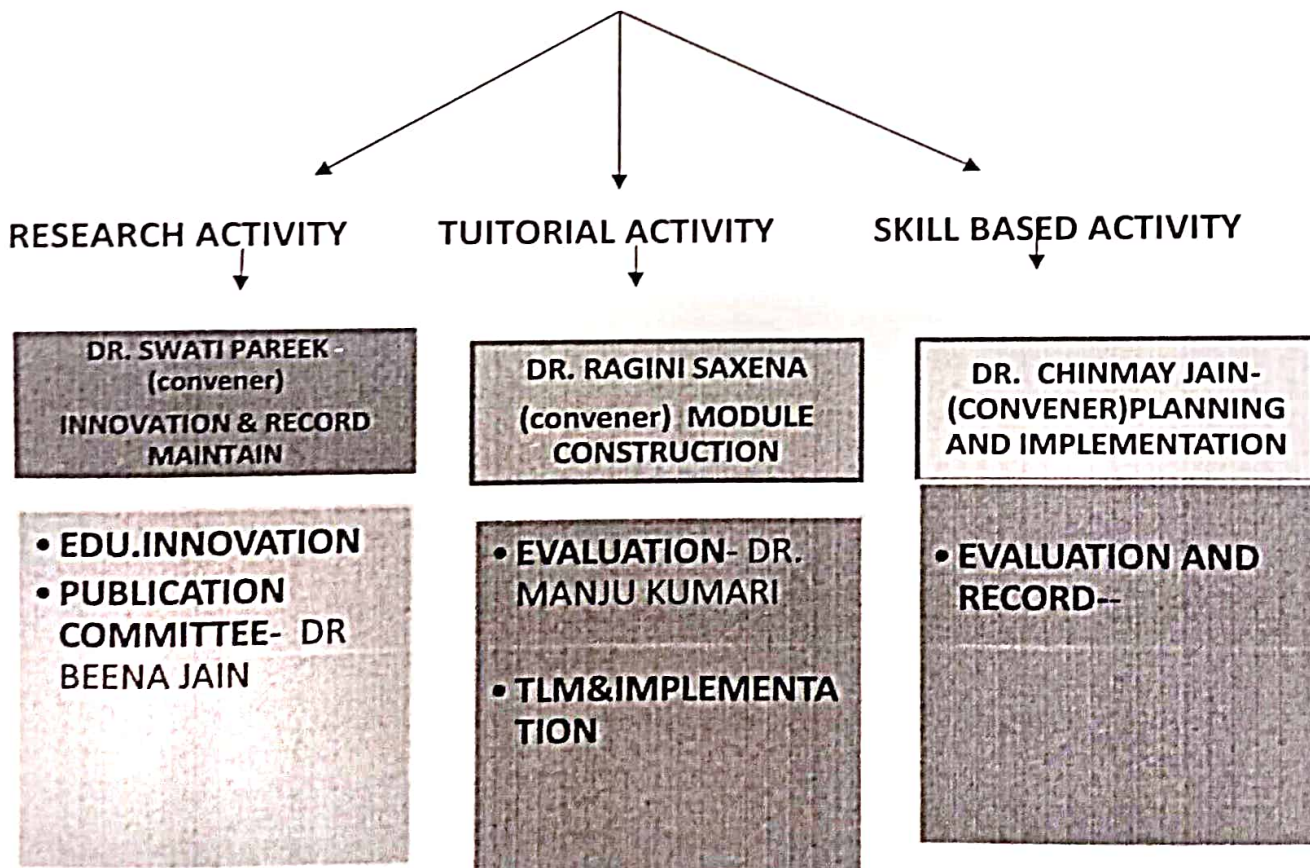 RESEARCH ACTIVITY
TUITORIAL ACTIVITY
SKILL BASED ACTIVITY
DR. SWATI PAREEK -
(convener)
INNOVATION & RECORD
MAINTAIN
• EDU.INNOVATION
• PUBLICATION
COMMITTEE- DR
BEENA JAIN
DR. RAGINI SAXENA
(convener) MODULE
CONSTRUCTION
• EVALUATION- DR.
MANJU KUMARI
• TLM&IMPLEMENTA
TION
DR. CHINMAY JAIN-
(CONVENER)PLANNING
AND IMPLEMENTATION
• EVALUATION AND
RECORD--